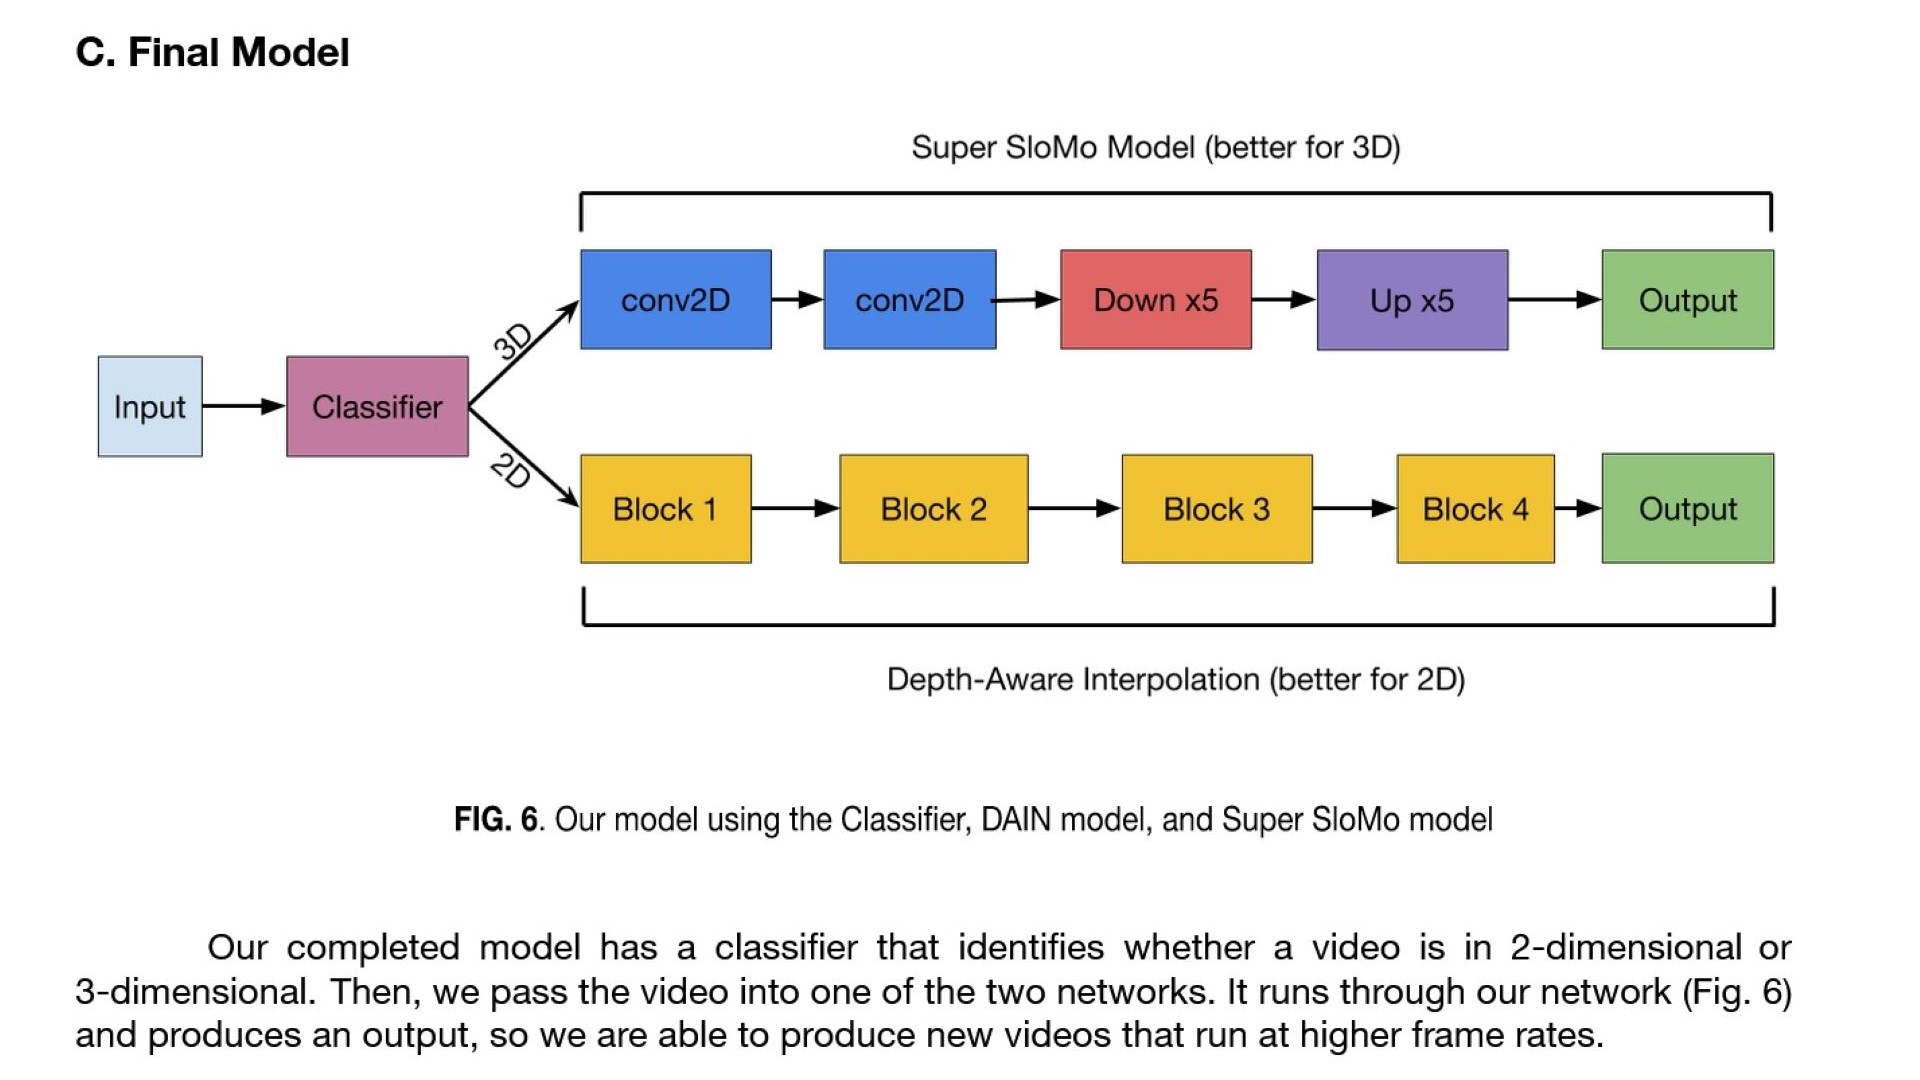 C. Final Model
Super SloMo Model (better for 3D)
conv2D
conv2D
Down x5
Up x5
Output
3D
Input
Classifier
2D
Block 1
Block 2
Block 3
Block 4
Output
Depth-Aware Interpolation (better for 2D)
FIG. 6. Our model using the Classifier, DAIN model, and Super SloMo model
Our completed model has a classifier that identifies whether a video is in 2-dimensional or
3-dimensional. Then, we pass the video into one of the two networks. It runs through our network (Fig. 6)
and produces an output, so we are able to produce new videos that run at higher frame rates.